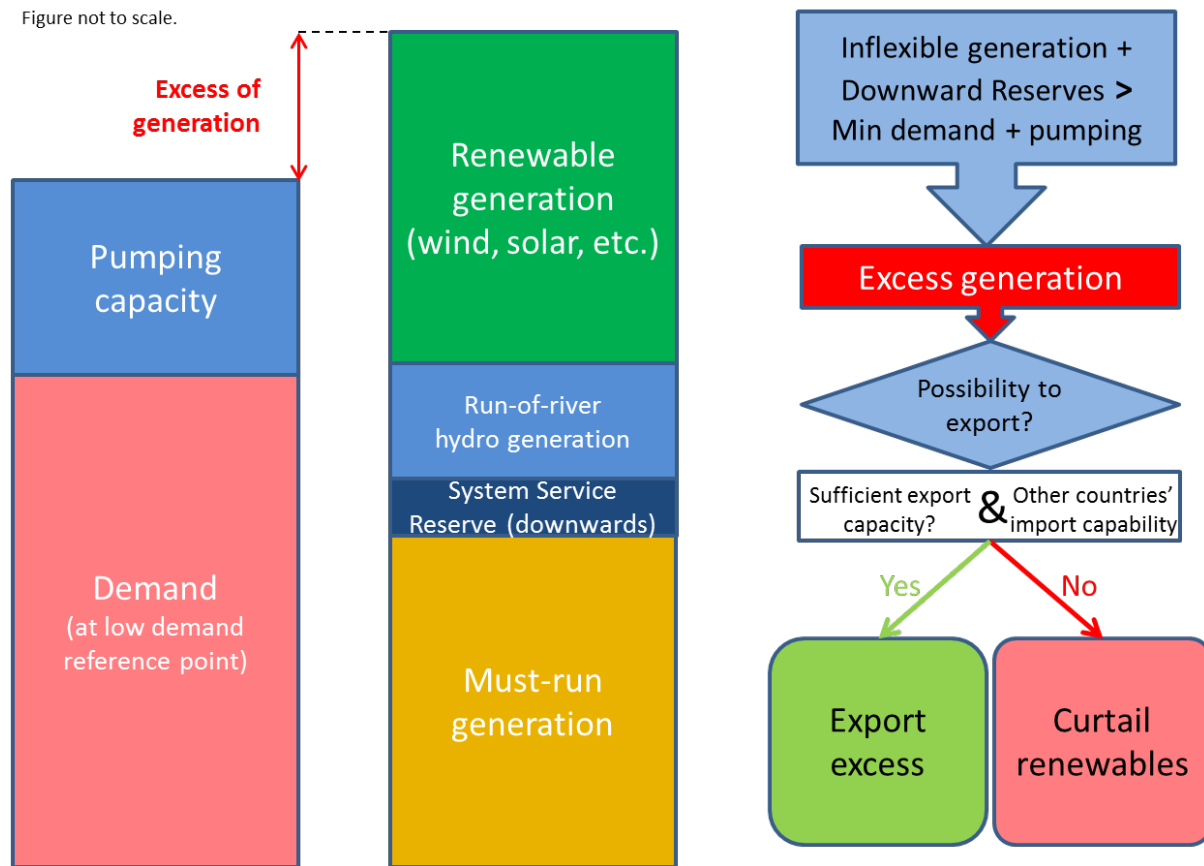 Figure not to scale.
Excess of
generation
Pumping
capacity
Demand
(at low demand
reference point)
Renewable
generation
(wind, solar, etc.)
Run-of-river
hydro generation
System Service
Reserve (downwards)
Must-run
generation
Inflexible generation +
Downward Reserves >
Min demand + pumping
Excess generation
Possibility to
export?
Sufficient export
capacity?
&
Other countries’
import capability
Yes
No
Export
excess
Curtail
renewables